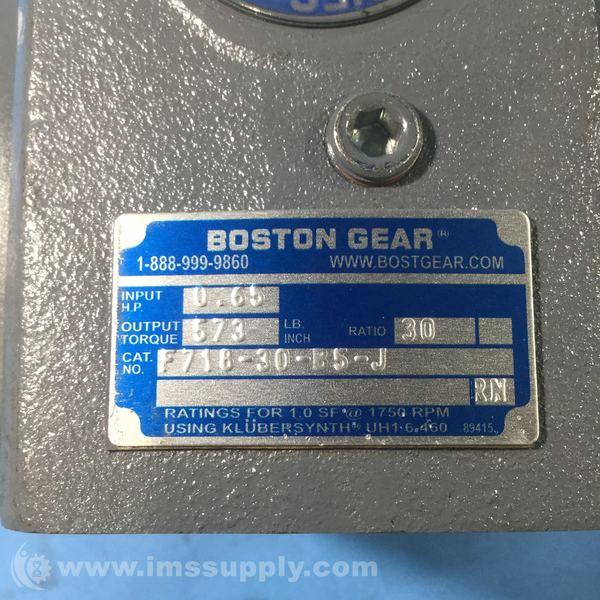 BOSTON GEAR®
1-888-999-9860 WWW.BOSTGEAR.COM
INPUT H.P. 0.65
OUTPUT TORQUE 673 LB. INCH RATIO 30
CAT. NO. F718-30-B5-J
RN
RATINGS FOR 1.0 SF @ 1750 RPM
USING KLÜBERSYNTH® UH1 6-460 89415
www.imssupply.com